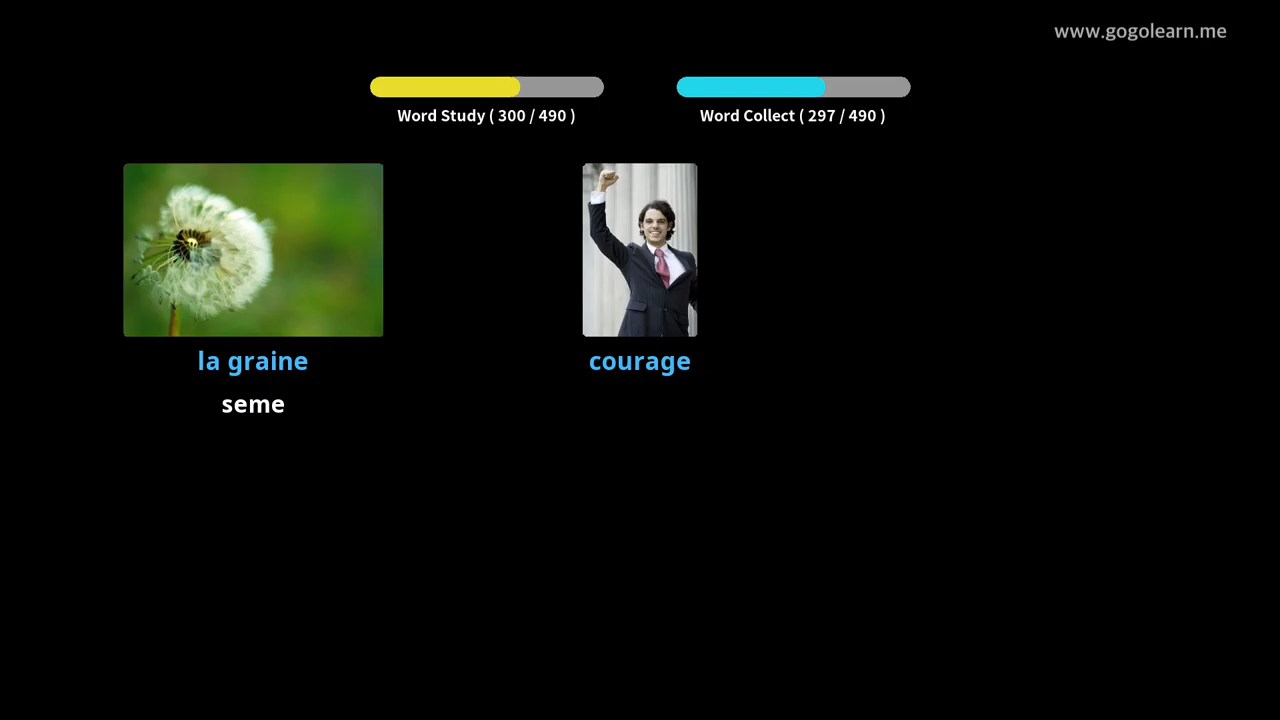 www.gogolearn.me
Word Study ( 300 / 490 )
Word Collect ( 297 / 490 )
la graine
seme
courage